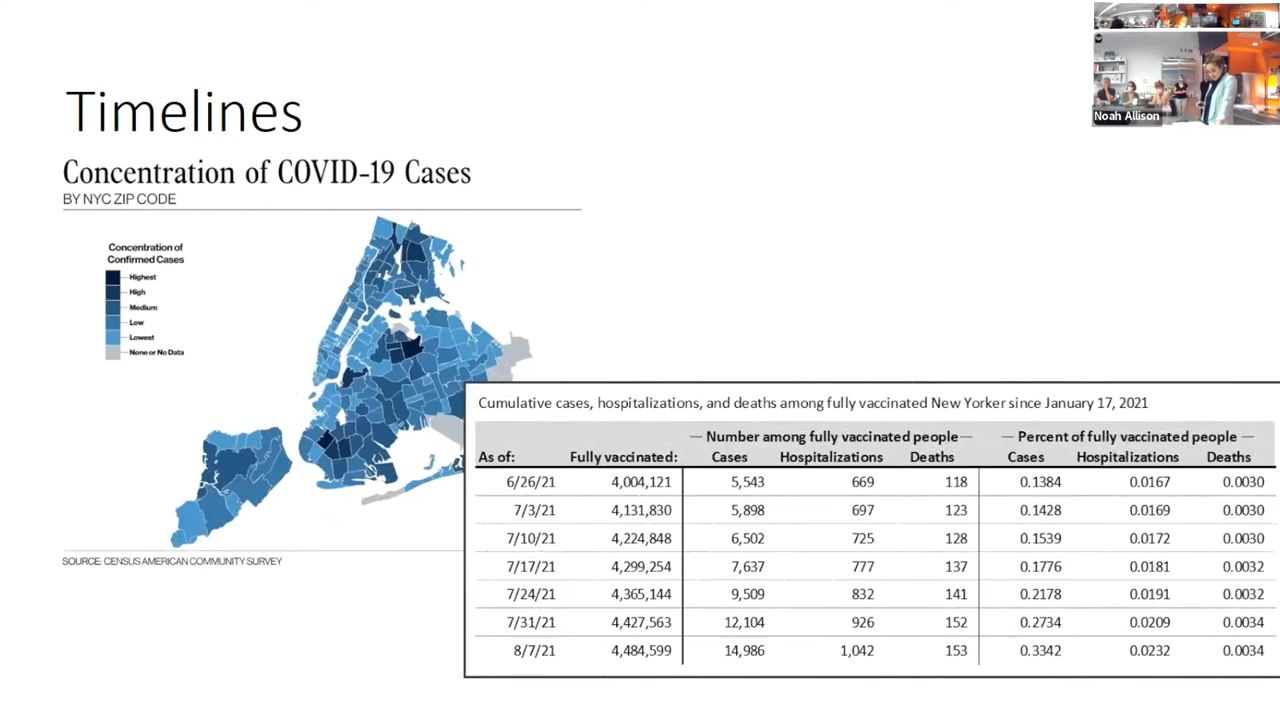 Timelines
Concentration of COVID-19 Cases
BY NYC ZIP CODE
Concentration of
Confirmed Cases
Highest
High
Medium
Low
Lowest
None or No Data
SOURCE: CENSUS AMERICAN COMMUNITY SURVEY
Noah Allison
Cumulative cases, hospitalizations, and deaths among fully vaccinated New Yorker since January 17, 2021
— Number among fully vaccinated people— — Percent of fully vaccinated people —
As of: Fully vaccinated: Cases Hospitalizations Deaths Cases Hospitalizations Deaths
6/26/21 4,004,121 5,543 669 118 0.1384 0.0167 0.0030
7/3/21 4,131,830 5,898 697 123 0.1428 0.0169 0.0030
7/10/21 4,224,848 6,502 725 128 0.1539 0.0172 0.0030
7/17/21 4,299,254 7,637 777 137 0.1776 0.0181 0.0032
7/24/21 4,365,144 9,509 832 141 0.2178 0.0191 0.0032
7/31/21 4,427,563 12,104 926 152 0.2734 0.0209 0.0034
8/7/21 4,484,599 14,986 1,042 153 0.3342 0.0232 0.0034